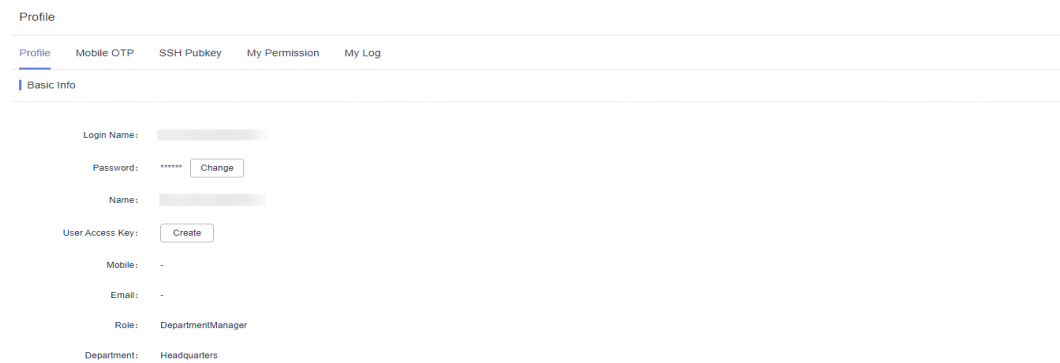 Profile
Profile Mobile OTP SSH Pubkey My Permission My Log
Basic Info
Login Name:
Password: ****** Change
Name:
User Access Key: Create
Mobile: -
Email: -
Role: DepartmentManager
Department: Headquarters